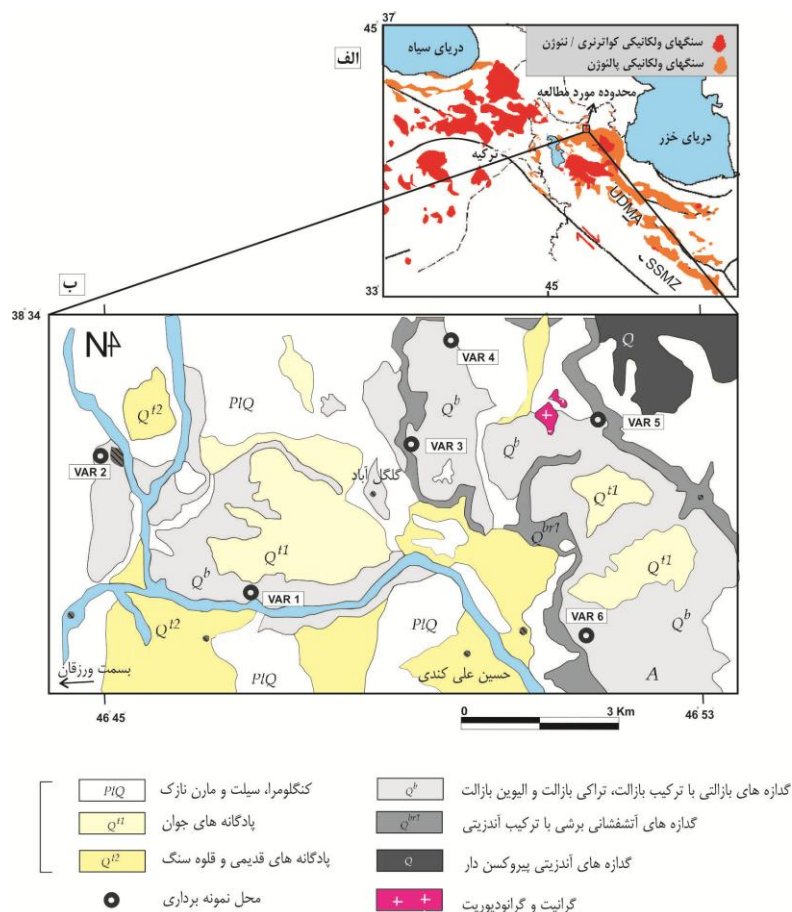 الف
37˚
45˚
دریای سیاه
سنگهای ولکانیکی کواترنری / نئوژن
سنگهای ولکانیکی پالئوژن
محدوده مورد مطالعه
دریای خزر
ترکیه
UDMA
SSMZ
33˚
45˚
ب
38 34
N
VAR 4
Q
PlQ
Qt2
Qb
VAR 5
VAR 3
Qb
VAR 2
گلگل آباد
Qt1
Qt1
Qbr1
Qb
Qt1
VAR 1
VAR 6
Qb
Qt2
PlQ
PlQ
حسین علی کندی
A
بسمت ورزقان
46 45
0
3 Km
46 53
PlQ
کنگلومرا، سیلت و مارن نازک
Qb
گدازه های بازالتی با ترکیب بازالت، تراکی بازالت و الیوین بازالت
Qt1
پادگانه های جوان
Qbr1
گدازه های آتشفشانی برشی با ترکیب آندزیتی
Qt2
پادگانه های قدیمی و قلوه سنگ
Q
گدازه های آندزیتی پیروکسن دار
محل نمونه برداری
گرانیت و گرانودیوریت